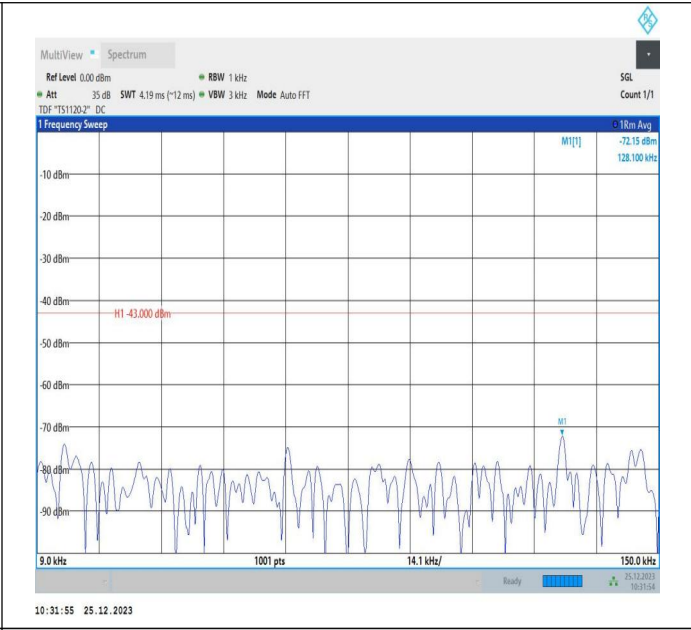 MultiView Spectrum
Ref Level 0.00 dBm RBW 1 kHz SGL
Att 35 dB SWT 4.19 ms (~12 ms) VBW 3 kHz Mode Auto FFT Count 1/1
TDF "TS1120-2" DC
1 Frequency Sweep 1Rm Avg
M1[1] -72.15 dBm
128.100 kHz
-10 dBm
-20 dBm
-30 dBm
-40 dBm
H1 -43.000 dBm
-50 dBm
-60 dBm
-70 dBm
M1
-80 dBm
-90 dBm
9.0 kHz 1001 pts 14.1 kHz/ 150.0 kHz
Ready 25.12.2023
10:31:54
10:31:55 25.12.2023